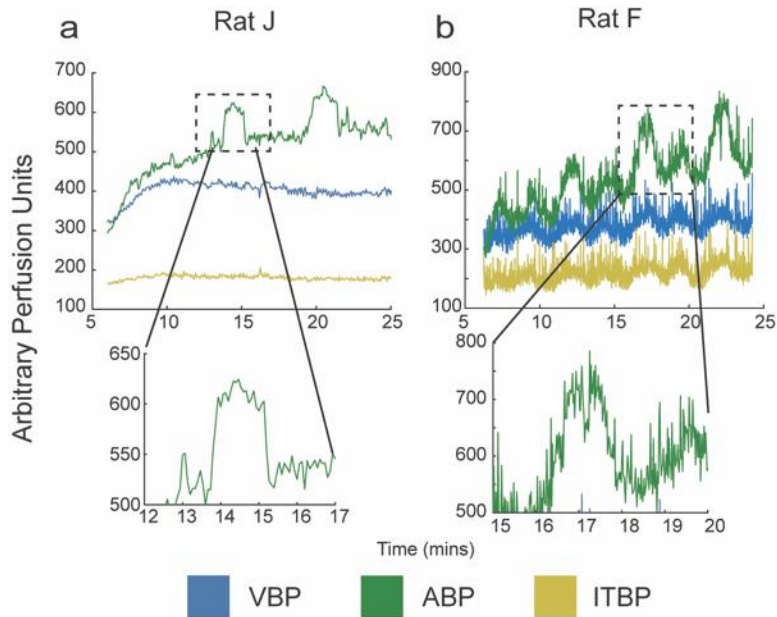 a Rat J
b Rat F
Arbitrary Perfusion Units
700
600
500
400
300
200
100
5 10 15 20 25
900
700
500
300
100
5 10 15 20 25
650
600
550
500
12 13 14 15 16 17
800
700
600
500
15 16 17 18 19 20
Time (mins)
VBP ABP ITBP